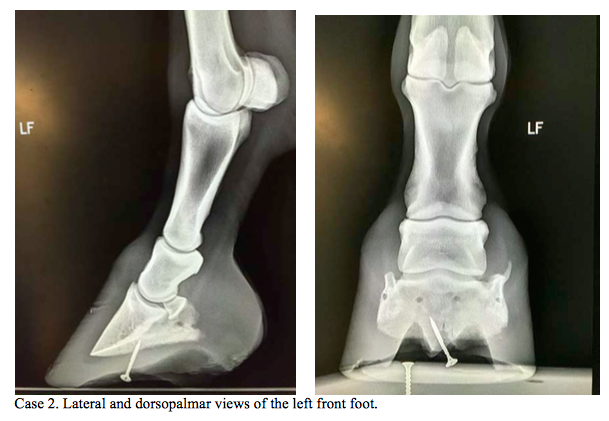 LF
LF
Case 2. Lateral and dorsopalmar views of the left front foot.